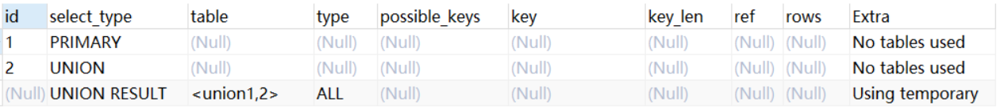 id select_type table type possible_keys key key_len ref rows Extra
1 PRIMARY (Null) (Null) (Null) (Null) (Null) (Null) (Null) No tables used
2 UNION (Null) (Null) (Null) (Null) (Null) (Null) (Null) No tables used
(Null) UNION RESULT <union1,2> ALL (Null) (Null) (Null) (Null) (Null) Using temporary